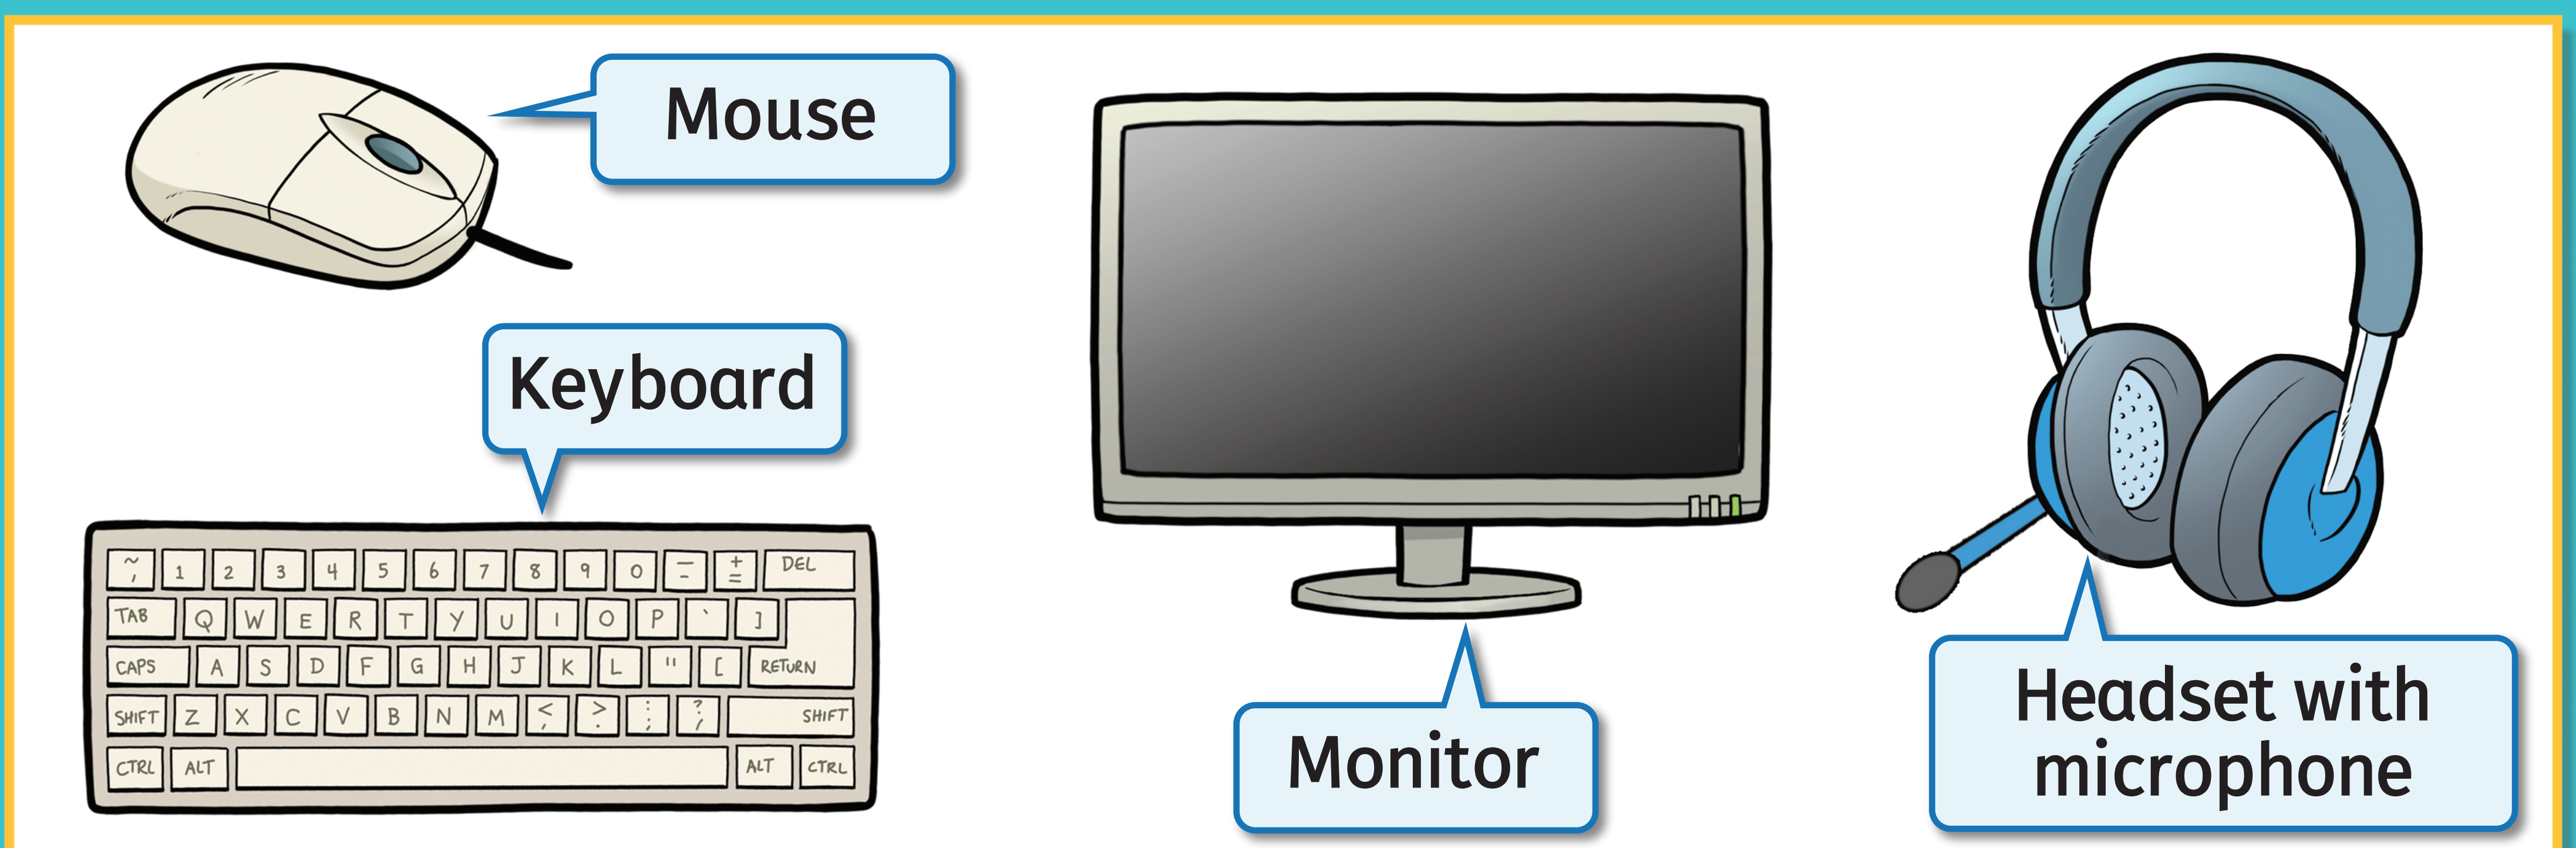 Mouse
Keyboard
~ , 1 2 3 4 5 6 7 8 9 0 — - + = DEL
TAB Q W E R T Y U I O P ` ]
CAPS A S D F G H J K L " [ RETURN
SHIFT Z X C V B N M < , > . : ; ? / SHIFT
CTRL ALT ALT CTRL
Monitor
Headset with
microphone